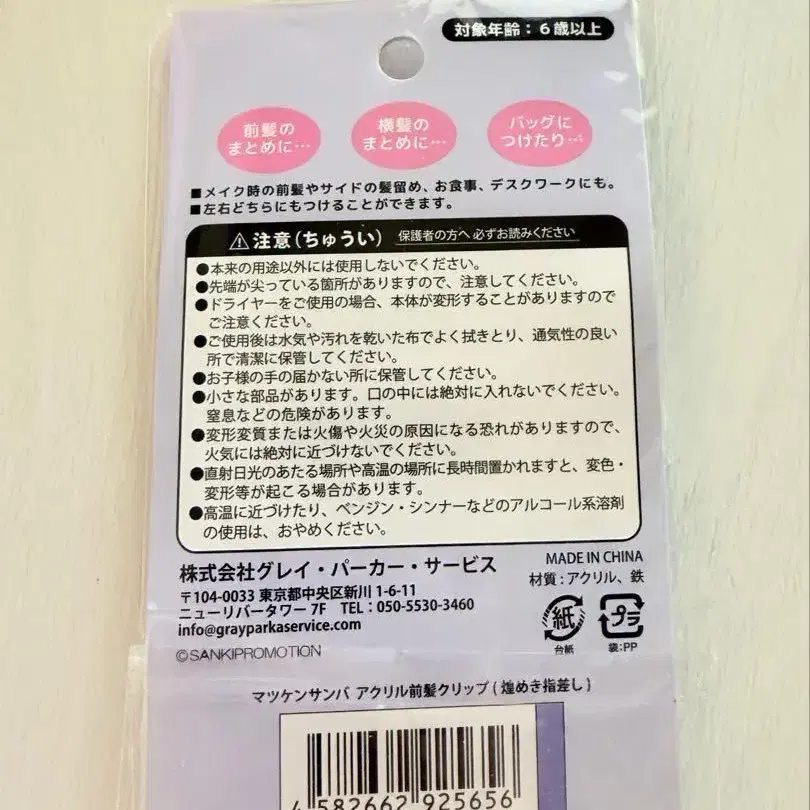 対象年齢：6歳以上
前髪の
まとめに…
横髪の
まとめに…
バッグに
つけたり…
■メイク時の前髪やサイドの髪留め、お食事、デスクワークにも。
■左右どちらにもつけることができます。
⚠注意（ちゅうい） 保護者の方へ 必ずお読みください
●本来の用途以外には使用しないでください。
●先端が尖っている箇所がありますので、注意してください。
●ドライヤーをご使用の場合、本体が変形することがありますので
ご注意ください。
●ご使用後は水気や汚れを乾いた布でよく拭きとり、通気性の良い
所で清潔に保管してください。
●お子様の手の届かない所に保管してください。
●小さな部品があります。口の中には絶対に入れないでください。
窒息などの危険があります。
●変形変質または火傷や火災の原因になる恐れがありますので、
火気には絶対に近づけないでください。
●直射日光のあたる場所や高温の場所に長時間置かれますと、変色・
変形等が起こる場合があります。
●高温に近づけたり、ベンジン・シンナーなどのアルコール系溶剤
の使用は、おやめください。
株式会社グレイ・パーカー・サービス
〒104-0033 東京都中央区新川 1-6-11
ニューリバータワー 7F TEL：050-5530-3460
info@grayparkaservice.com
©SANKIPROMOTION
MADE IN CHINA
材質：アクリル、鉄
紙
台紙
プラ
袋:PP
マツケンサンバ アクリル前髪クリップ(煌めき指差し)
4 582662 925656